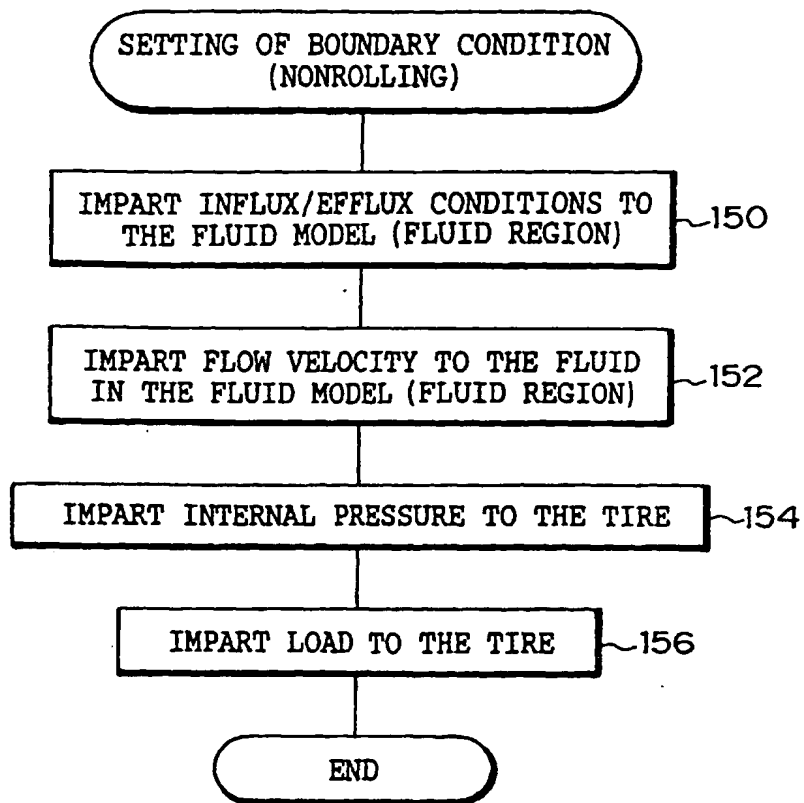 SETTING OF BOUNDARY CONDITION
(NONROLLING)
IMPART INFLUX/EFFLUX CONDITIONS TO
THE FLUID MODEL (FLUID REGION)
150
IMPART FLOW VELOCITY TO THE FLUID
IN THE FLUID MODEL (FLUID REGION)
152
IMPART INTERNAL PRESSURE TO THE TIRE
154
IMPART LOAD TO THE TIRE
156
END